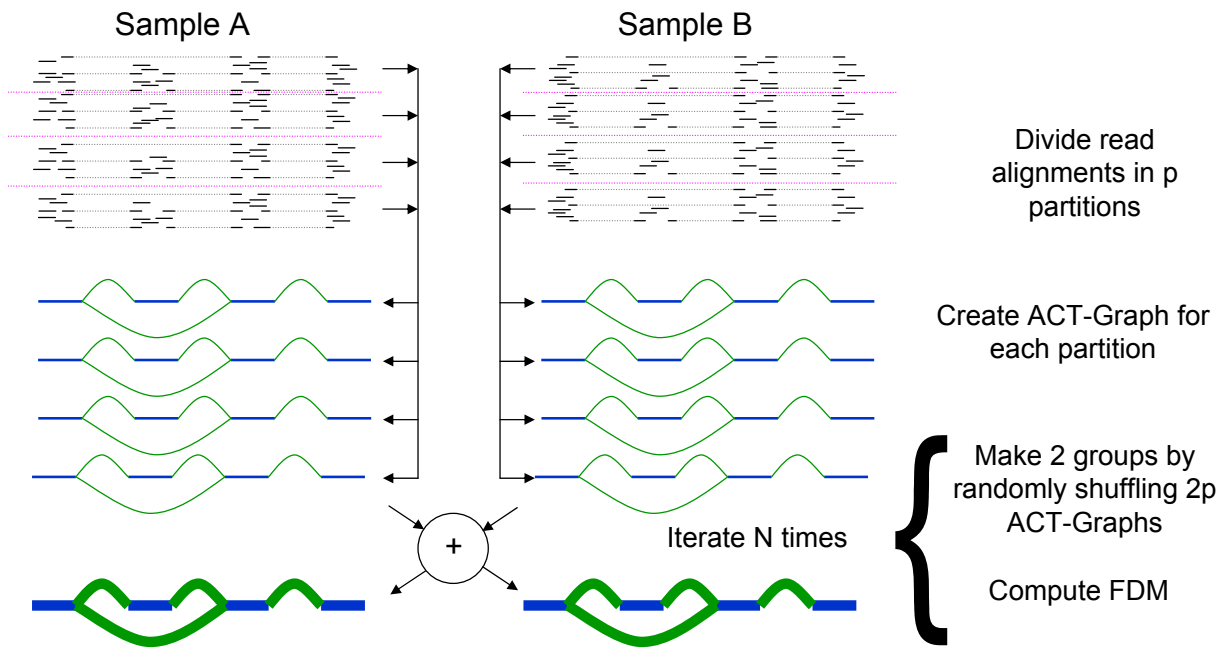 Sample A
Sample B
Divide read
alignments in p
partitions
Create ACT-Graph for
each partition
Make 2 groups by
randomly shuffling 2p
ACT-Graphs
+
Iterate N times
Compute FDM